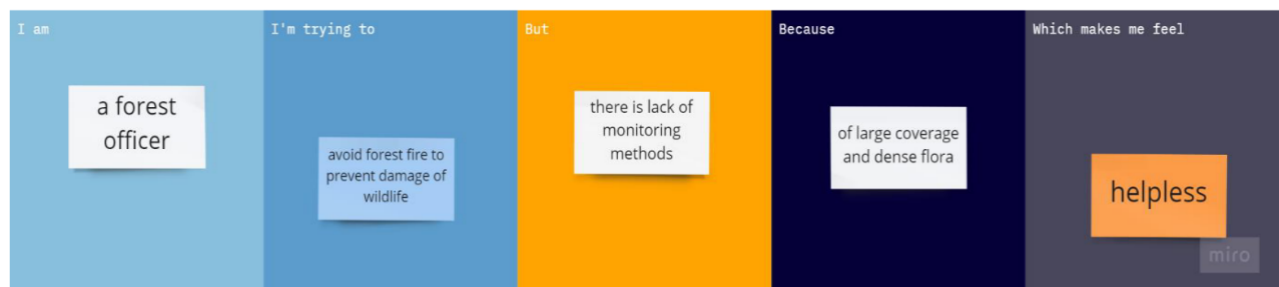 I am
a forest
officer
I'm trying to
avoid forest fire to
prevent damage of
wildlife
But
there is lack of
monitoring
methods
Because
of large coverage
and dense flora
Which makes me feel
helpless
miro